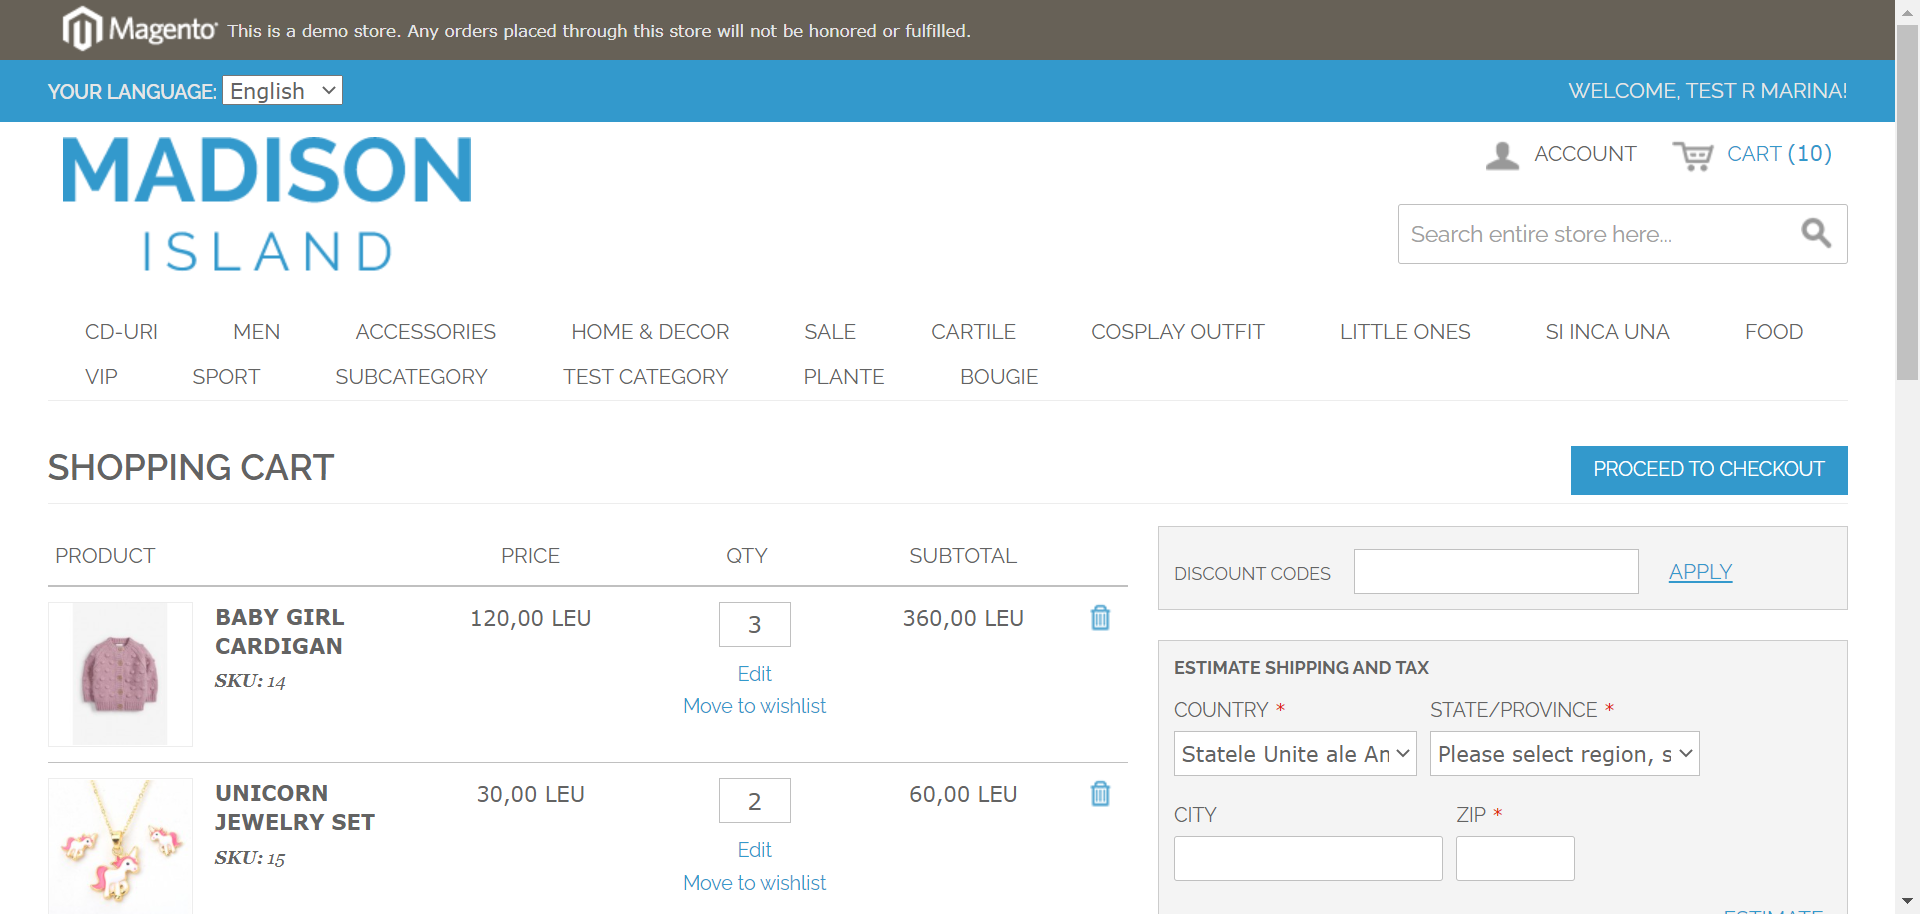 Magento This is a demo store. Any orders placed through this store will not be honored or fulfilled.
YOUR LANGUAGE: English WELCOME, TEST R MARINA!
MADISON
ISLAND
ACCOUNT CART (10)
Search entire store here...
CD-URI MEN ACCESSORIES HOME & DECOR SALE CARTILE COSPLAY OUTFIT LITTLE ONES SI INCA UNA FOOD
VIP SPORT SUBCATEGORY TEST CATEGORY PLANTE BOUGIE
SHOPPING CART PROCEED TO CHECKOUT
PRODUCT PRICE QTY SUBTOTAL
BABY GIRL CARDIGAN 120,00 LEU 3 360,00 LEU
SKU: 14
Edit
Move to wishlist
UNICORN JEWELRY SET 30,00 LEU 2 60,00 LEU
SKU: 15
Edit
Move to wishlist
DISCOUNT CODES APPLY
ESTIMATE SHIPPING AND TAX
COUNTRY * STATE/PROVINCE *
Statele Unite ale An Please select region, s
CITY ZIP *
ESTIMATE